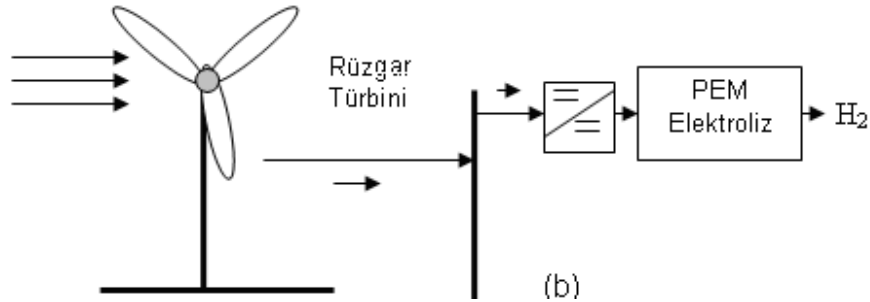 Rüzgar
Türbini
PEM
Elektroliz
H2
(b)